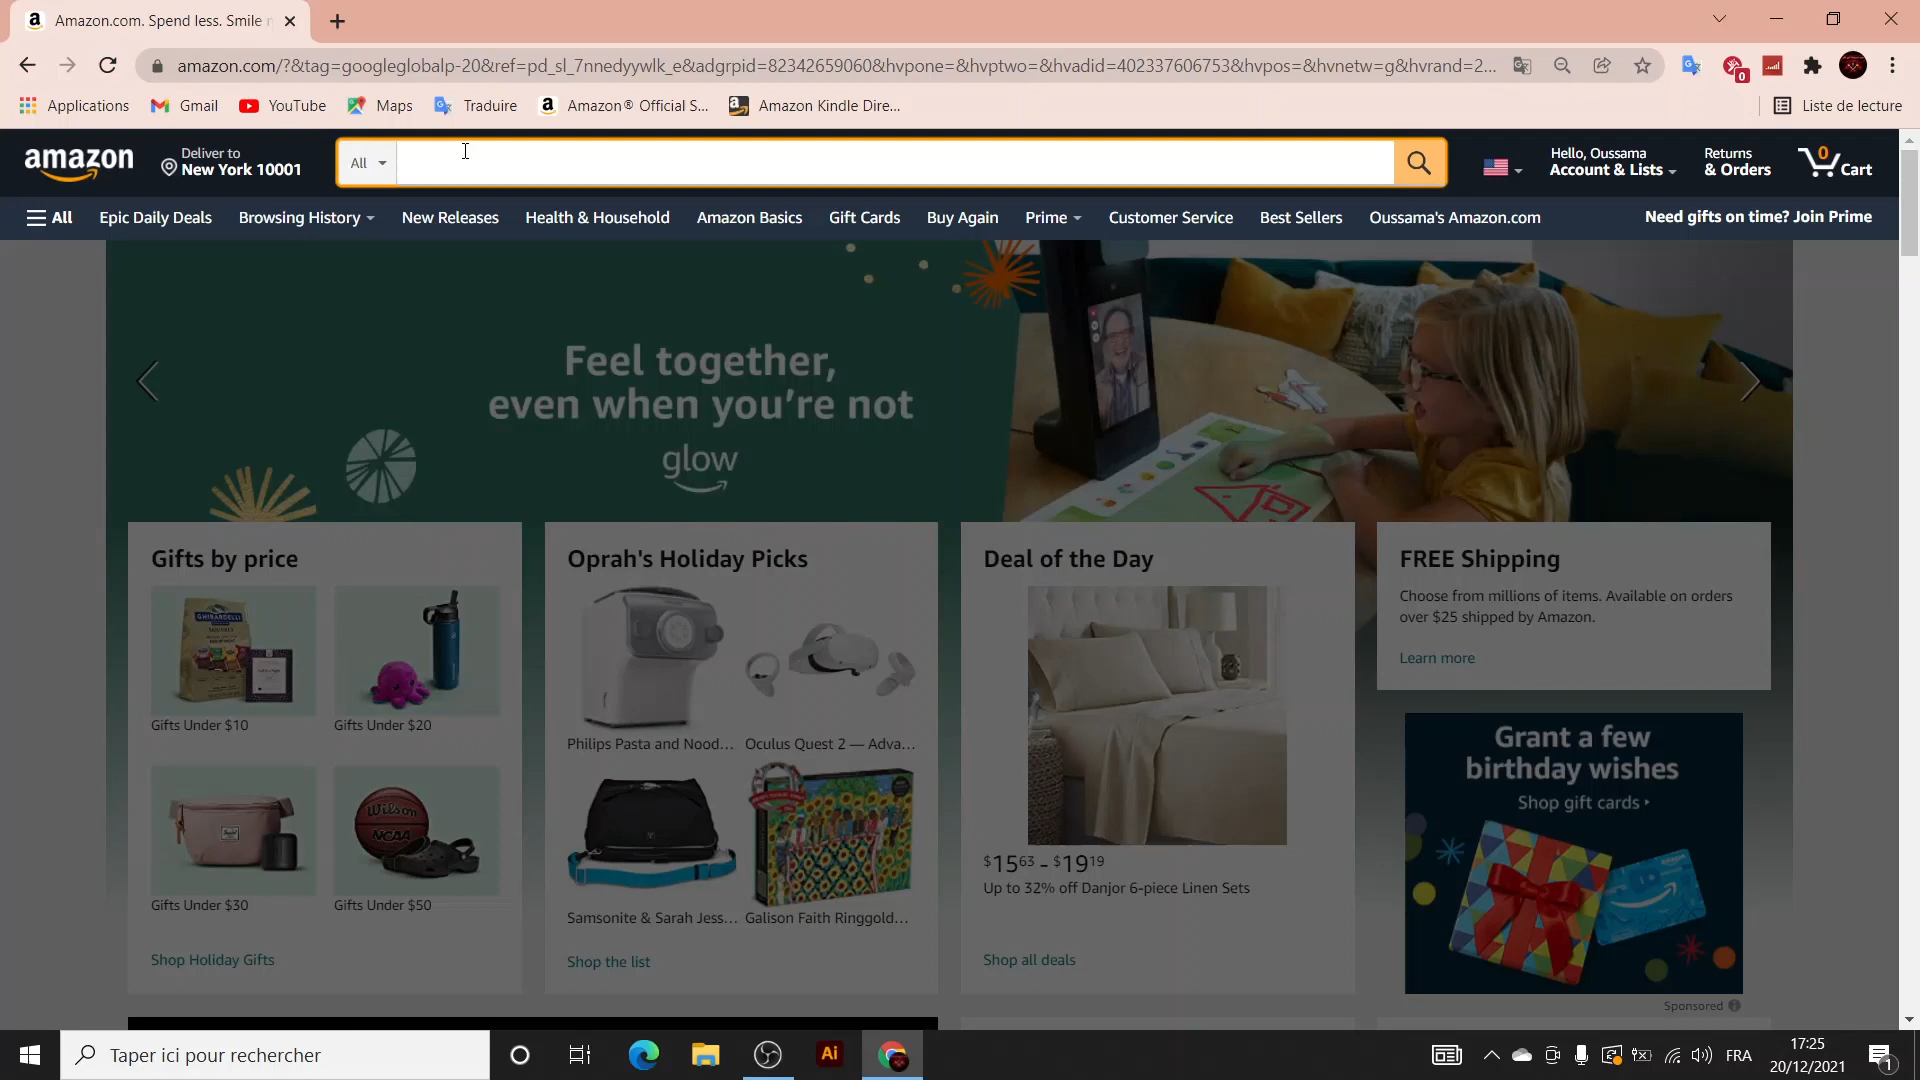 Amazon.com. Spend less. Smile
amazon.com/?&tag=googleglobalp-20&ref=pd_sl_7nnedyywlk_e&adgrpid=82342659060&hvpone=&hvptwo=&hvadid=402337606753&hvpos=&hvnetw=g&hvrand=2...
0
Applications Gmail YouTube Maps Traduire Amazon® Official S... Amazon Kindle Dire... Liste de lecture
amazon
Deliver to
New York 10001
All
Hello, Oussama
Account & Lists
Returns
& Orders
0
Cart
All Epic Daily Deals Browsing History New Releases Health & Household Amazon Basics Gift Cards Buy Again Prime Customer Service Best Sellers Oussama's Amazon.com Need gifts on time? Join Prime
Feel together,
even when you're not
glow
Gifts by price
GHIRARDELLI
Gifts Under $10 Gifts Under $20
Wilson
NCAA
Gifts Under $30 Gifts Under $50
Shop Holiday Gifts
Oprah's Holiday Picks
Philips Pasta and Nood... Oculus Quest 2 — Adva...
Samsonite & Sarah Jess... Galison Faith Ringgold...
Shop the list
Deal of the Day
$15 63 - $19 19
Up to 32% off Danjor 6-piece Linen Sets
Shop all deals
FREE Shipping
Choose from millions of items. Available on orders
over $25 shipped by Amazon.
Learn more
Grant a few
birthday wishes
Shop gift cards
Sponsored
Taper ici pour rechercher
Ai
FRA
17:25
20/12/2021
1